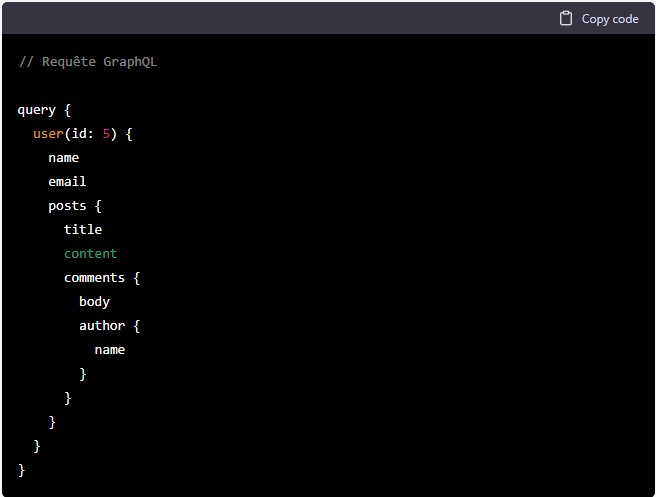 Copy code
// Requête GraphQL
query {
  user(id: 5) {
    name
    email
    posts {
      title
      content
      comments {
        body
        author {
          name
        }
      }
    }
  }
}